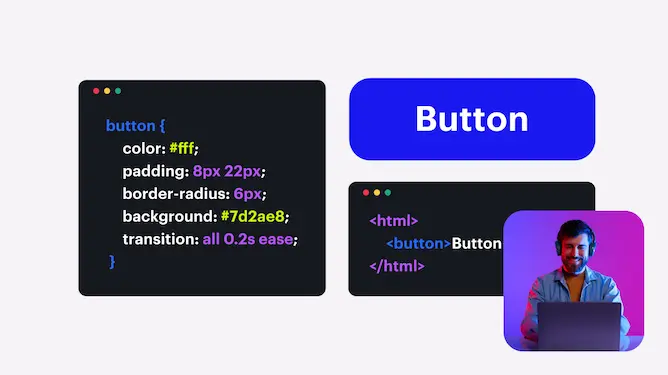 button {
color: #fff;
padding: 8px 22px;
border-radius: 6px;
background: #7d2ae8;
transition: all 0.2s ease;
}
Button
<html>
<button>Button
</html>